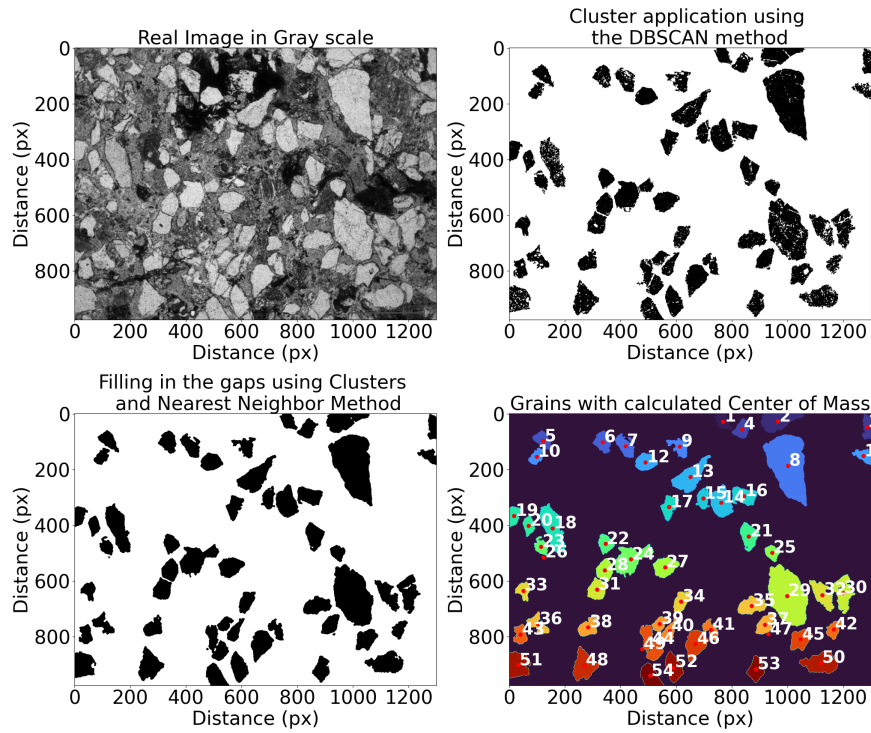 Real Image in Gray scale
0
200
400
600
800
Distance (px)
0 200 400 600 800 1000 1200
Distance (px)
Cluster application using
the DBSCAN method
0
200
400
600
800
Distance (px)
0 200 400 600 800 1000 1200
Distance (px)
Filling in the gaps using Clusters
and Nearest Neighbor Method
0
200
400
600
800
Distance (px)
0 200 400 600 800 1000 1200
Distance (px)
Grains with calculated Center of Mass
0
200
400
600
800
Distance (px)
1 2 4
5 6 7 9
10 12 8
13
17 15 14 16
19 20 18
23 22 21
26 24 25
28 27
33 31 29 32 30
34 35
36 38 39 40 41 37 47 42
43 44 46 45
49
51 48 52 53 50
54
0 200 400 600 800 1000 1200
Distance (px)